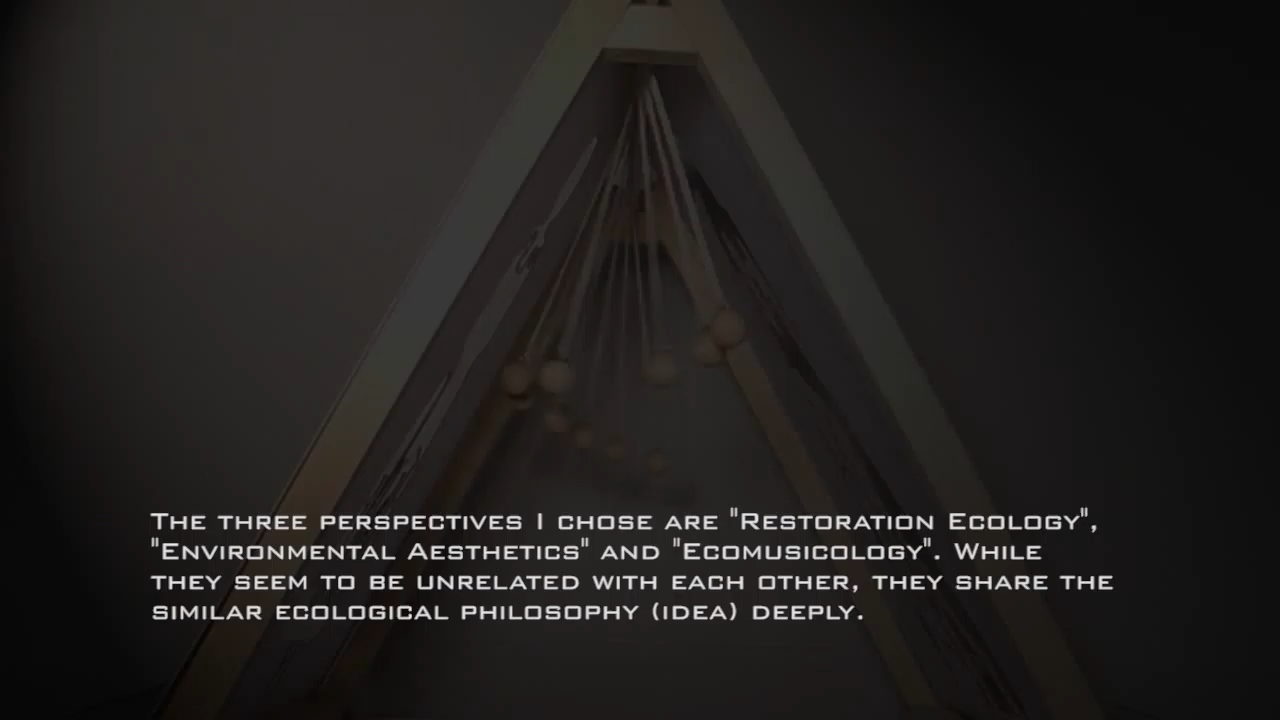 The three perspectives I chose are "Restoration Ecology",
"Environmental Aesthetics" and "Ecomusicology". While
they seem to be unrelated with each other, they share the
similar ecological philosophy (idea) deeply.